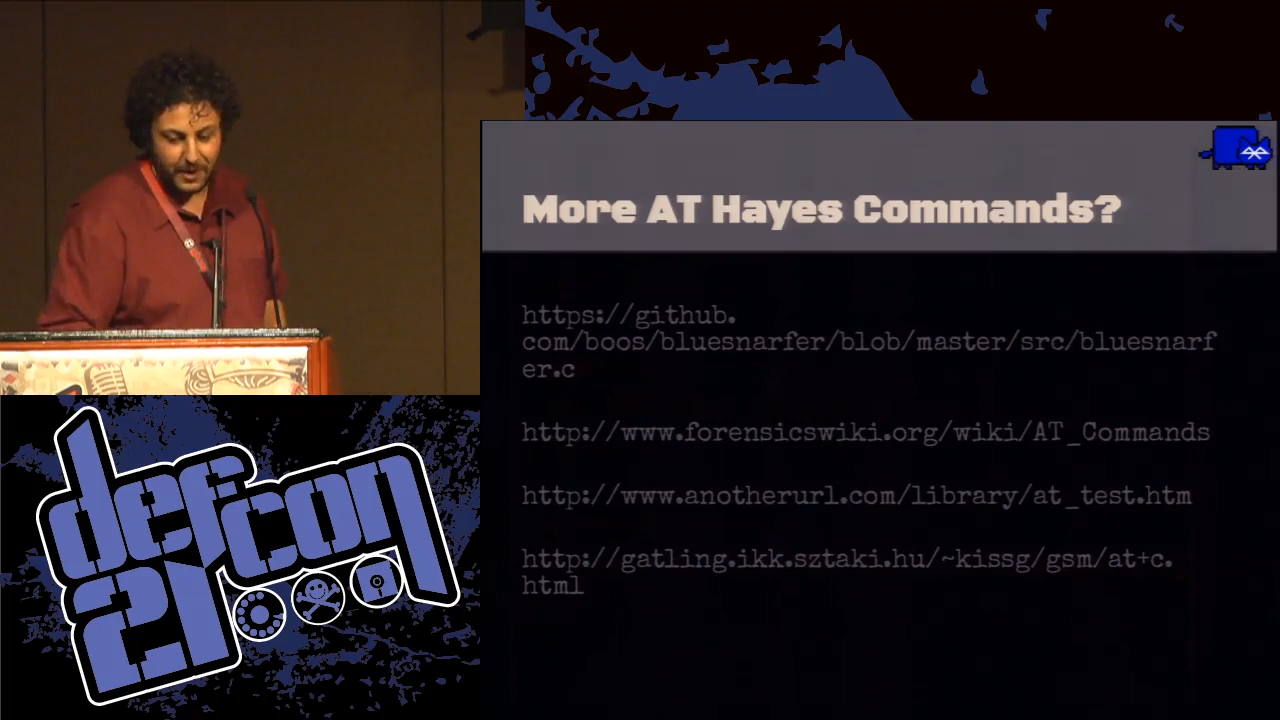 More AT Hayes Commands?
https://github.
com/boos/bluesnarfer/blob/master/src/bluesnarf
er.c
http://www.forensicswiki.org/wiki/AT_Commands
http://www.anotherurl.com/library/at_test.htm
http://gatling.ikk.sztaki.hu/~kissg/gsm/at+c.
html
defcon
21